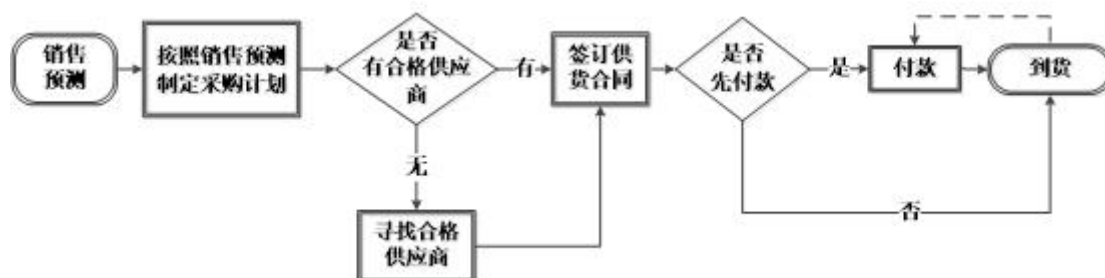 销售
预测
按照销售预测
制定采购计划
是否
有合格供应
商
有
签订供
货合同
是否
先付款
是
付款
到货
无
寻找合格
供应商
否